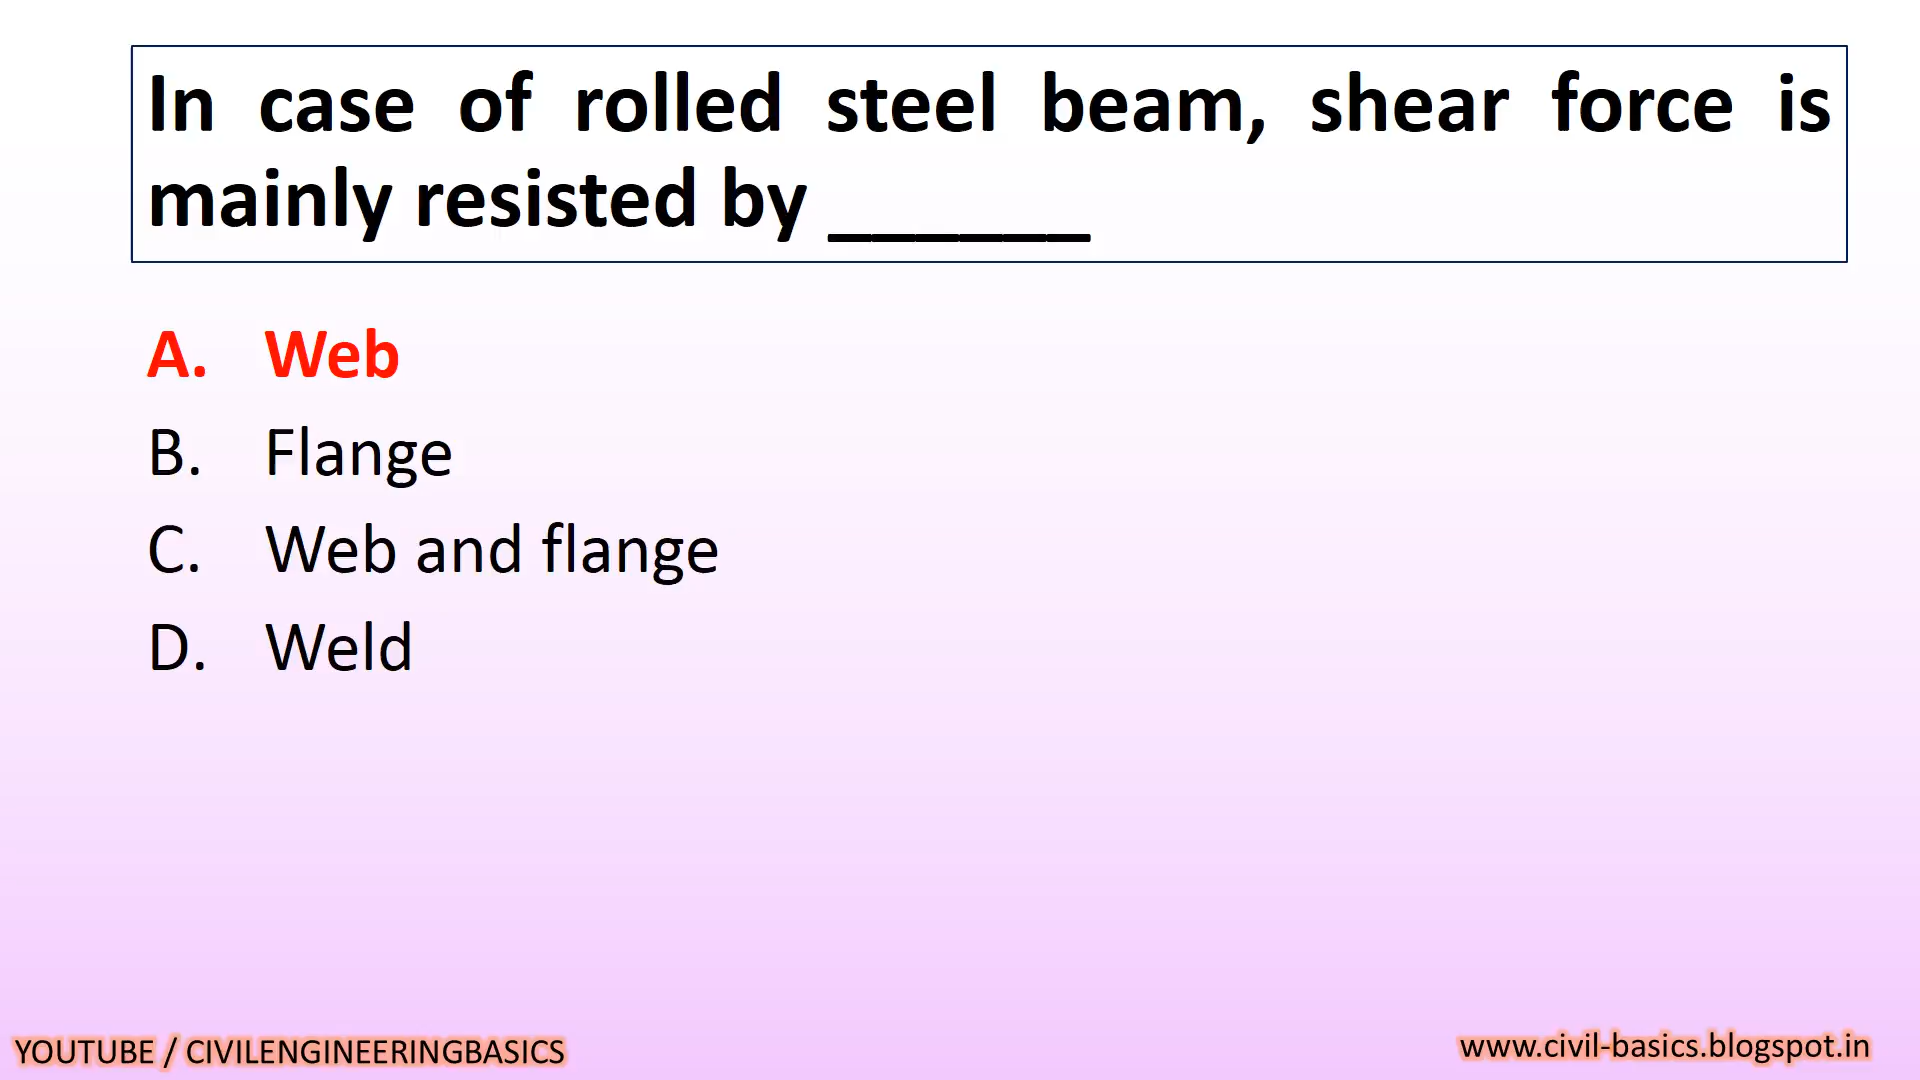 In case of rolled steel beam, shear force is
mainly resisted by ______
A. Web
B. Flange
C. Web and flange
D. Weld
YOUTUBE / CIVILENGINEERINGBASICS
www.civil-basics.blogspot.in